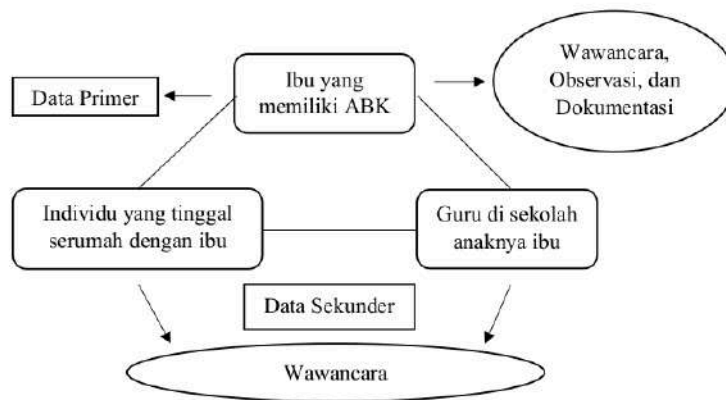 Ibu yang
memiliki ABK
Data Primer
Wawancara,
Observasi, dan
Dokumentasi
Individu yang tinggal
serumah dengan ibu
Guru di sekolah
anaknya ibu
Data Sekunder
Wawancara